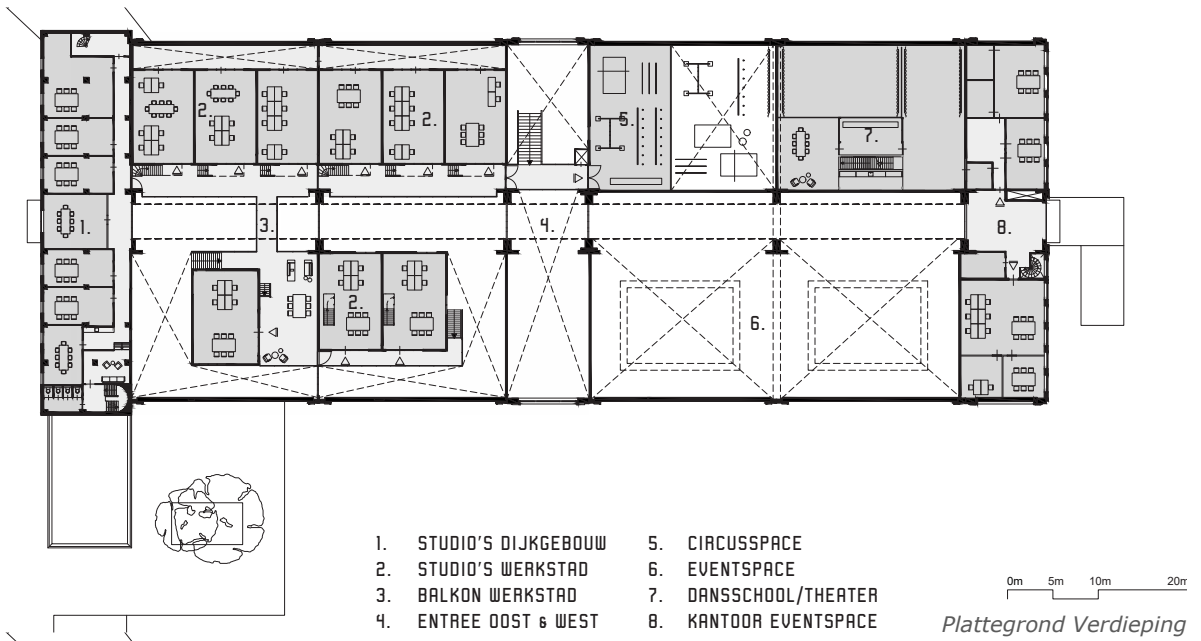 2.
2.
5.
7.
1.
3.
4.
8.
2.
6.
1. STUDIO'S DIJKGEBOUW
2. STUDIO'S WERKSTAD
3. BALKON WERKSTAD
4. ENTREE OOST & WEST
5. CIRCUSSPACE
6. EVENTSPACE
7. DANSSCHOOL/THEATER
8. KANTOOR EVENTSPACE
0m 5m 10m 20m
Plattegrond Verdieping